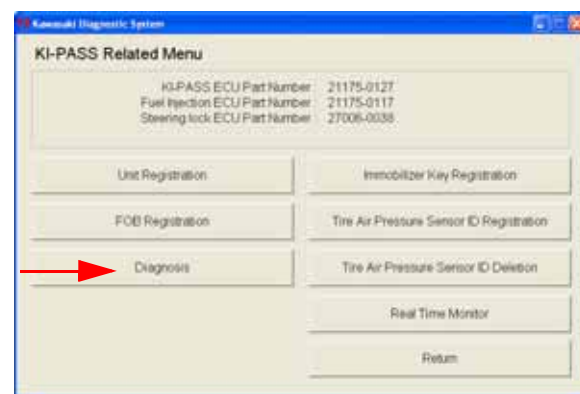 Kawasaki Diagnostic System
KI-PASS Related Menu
KI-PASS ECU Part Number 21175-0127
Fuel Injection ECU Part Number 21175-0117
Steering lock ECU Part Number 27006-0038
Unit Registration
Immobilizer Key Registration
FOB Registration
Tire Air Pressure Sensor ID Registration
Diagnosis
Tire Air Pressure Sensor ID Deletion
Real Time Monitor
Return